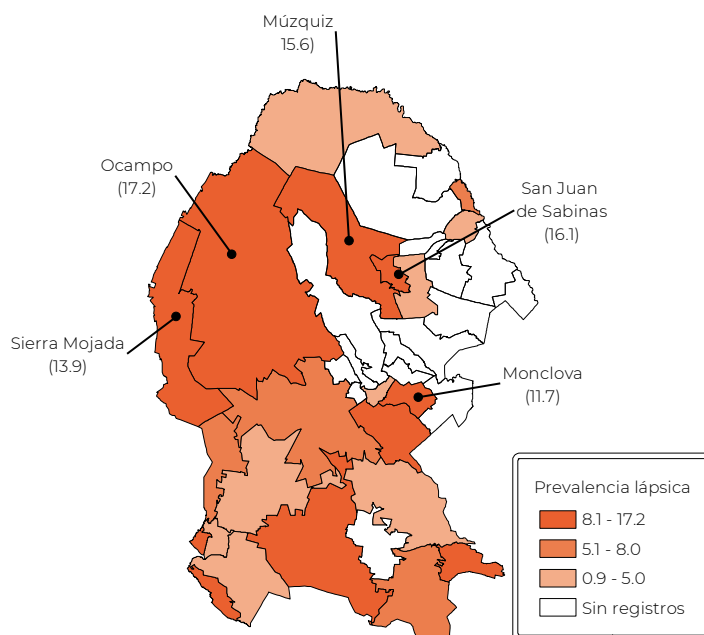 Múzquiz
15.6)
Ocampo
(17.2)
San Juan
de Sabinas
(16.1)
Sierra Mojada
(13.9)
Monclova
(11.7)
Prevalencia lápsica
8.1 - 17.2
5.1 - 8.0
0.9 - 5.0
Sin registros